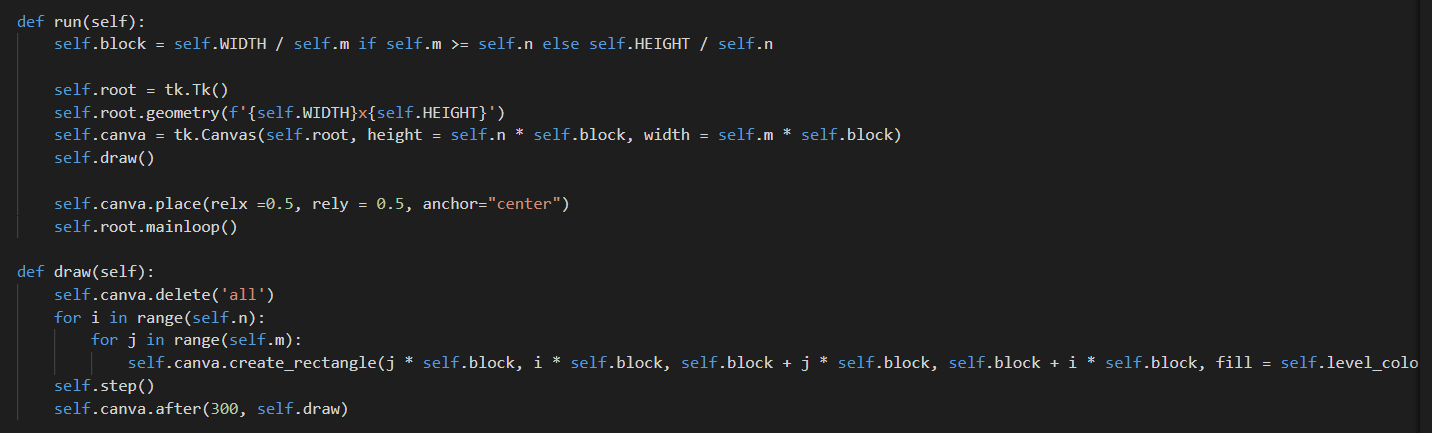 def run(self):
    self.block = self.WIDTH / self.m if self.m >= self.n else self.HEIGHT / self.n
    self.root = tk.Tk()
    self.root.geometry(f'{self.WIDTH}x{self.HEIGHT}')
    self.canva = tk.Canvas(self.root, height = self.n * self.block, width = self.m * self.block)
    self.draw()
    self.canva.place(relx =0.5, rely = 0.5, anchor="center")
    self.root.mainloop()
def draw(self):
    self.canva.delete('all')
    for i in range(self.n):
        for j in range(self.m):
            self.canva.create_rectangle(j * self.block, i * self.block, self.block + j * self.block, self.block + i * self.block, fill = self.level_colo
    self.step()
    self.canva.after(300, self.draw)